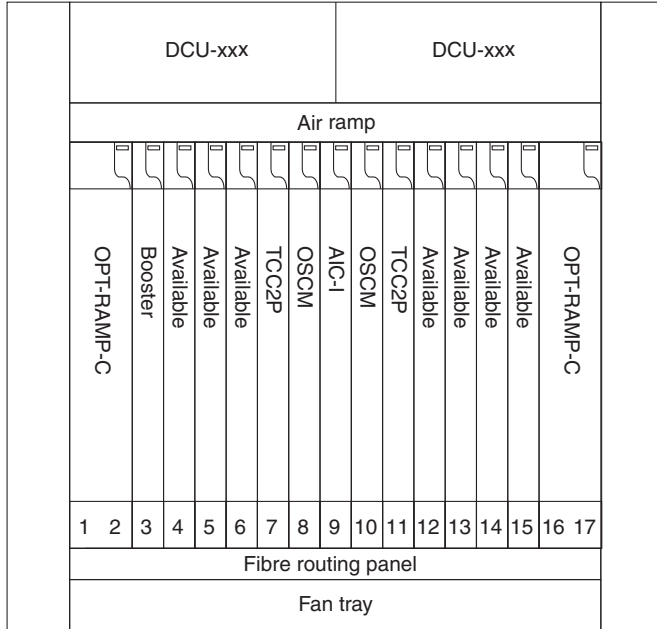 DCU-xxx DCU-xxx
Air ramp
OPT-RAMP-C
Booster
Available
Available
Available
TCC2P
OSCM
AIC-I
OSCM
TCC2P
Available
Available
Available
Available
OPT-RAMP-C
1 2 3 4 5 6 7 8 9 10 11 12 13 14 15 16 17
Fibre routing panel
Fan tray